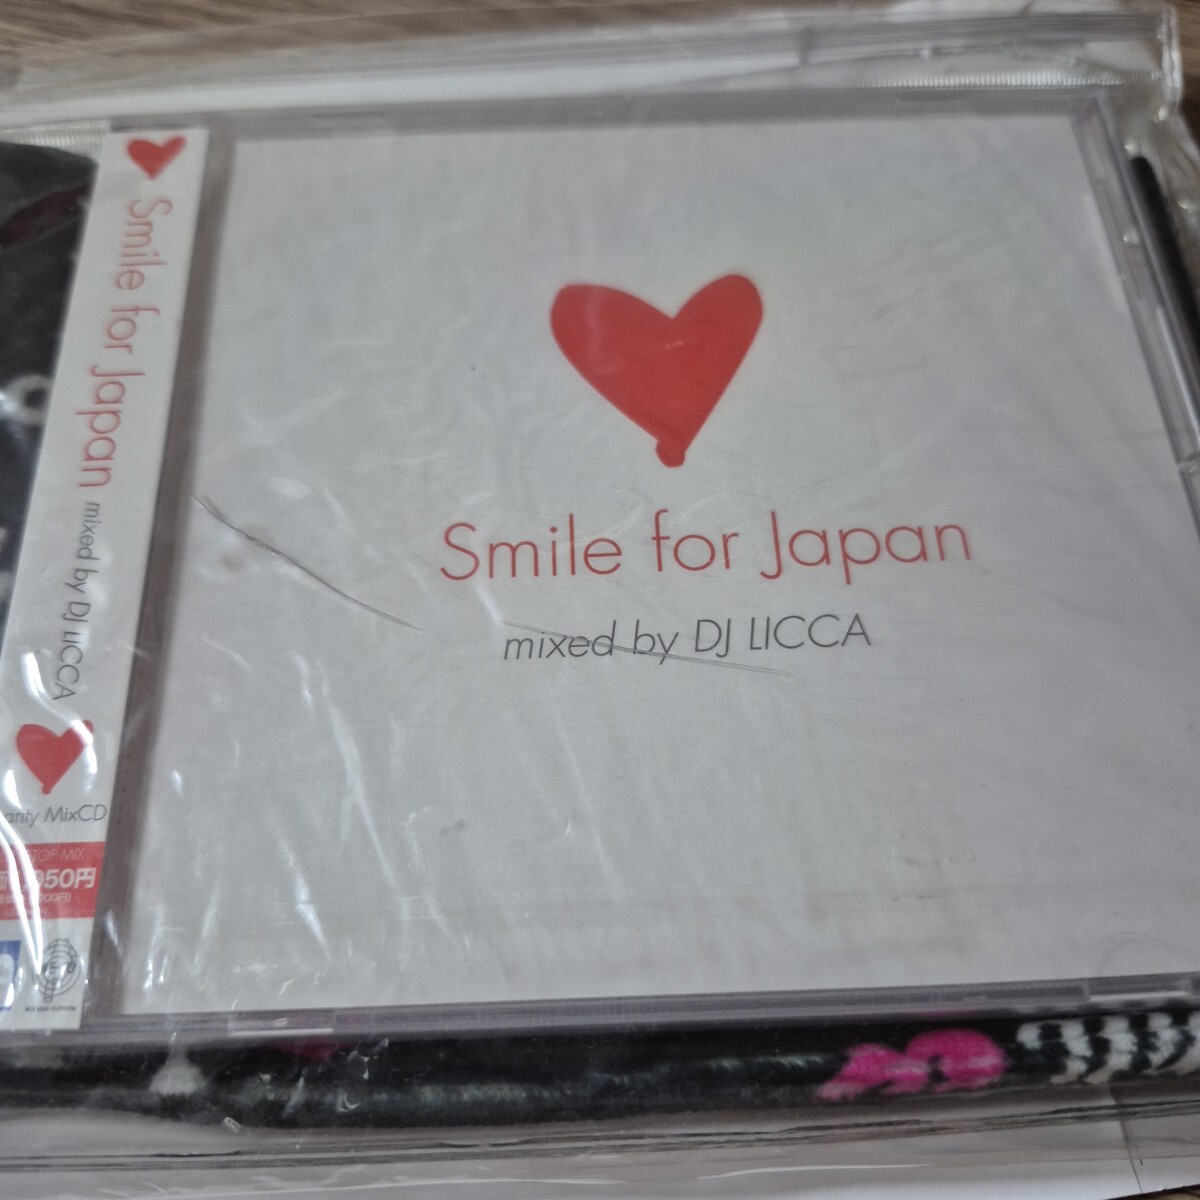 Smile for Japan
mixed by DJ LICCA
MixCD
Smile for Japan
mixed by DJ LICCA